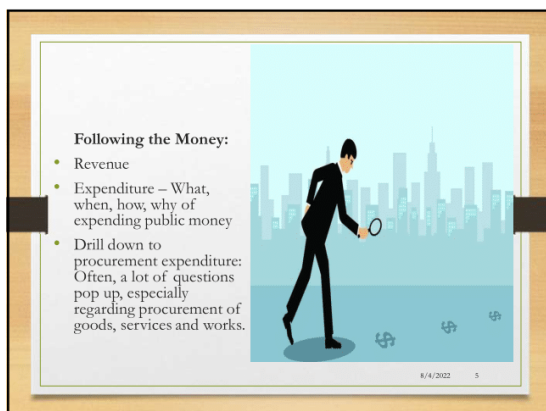 Following the Money:
• Revenue
• Expenditure – What,
when, how, why of
expending public money
• Drill down to
procurement expenditure:
Often, a lot of questions
pop up, especially
regarding procurement of
goods, services and works.
$ $ $
8/4/2022 5